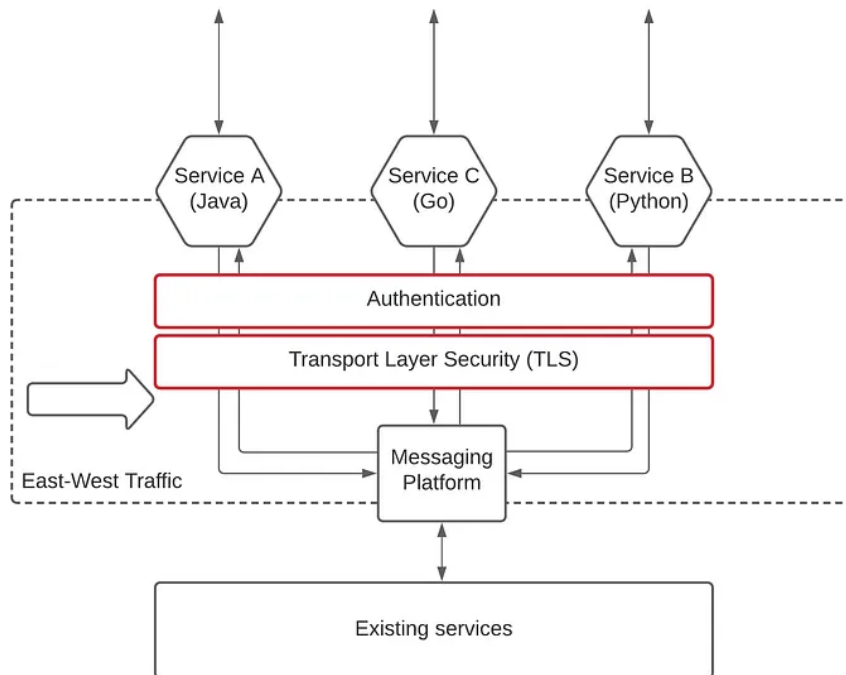 Service A
(Java)
Service C
(Go)
Service B
(Python)
Authentication
Transport Layer Security (TLS)
Messaging
Platform
East-West Traffic
Existing services